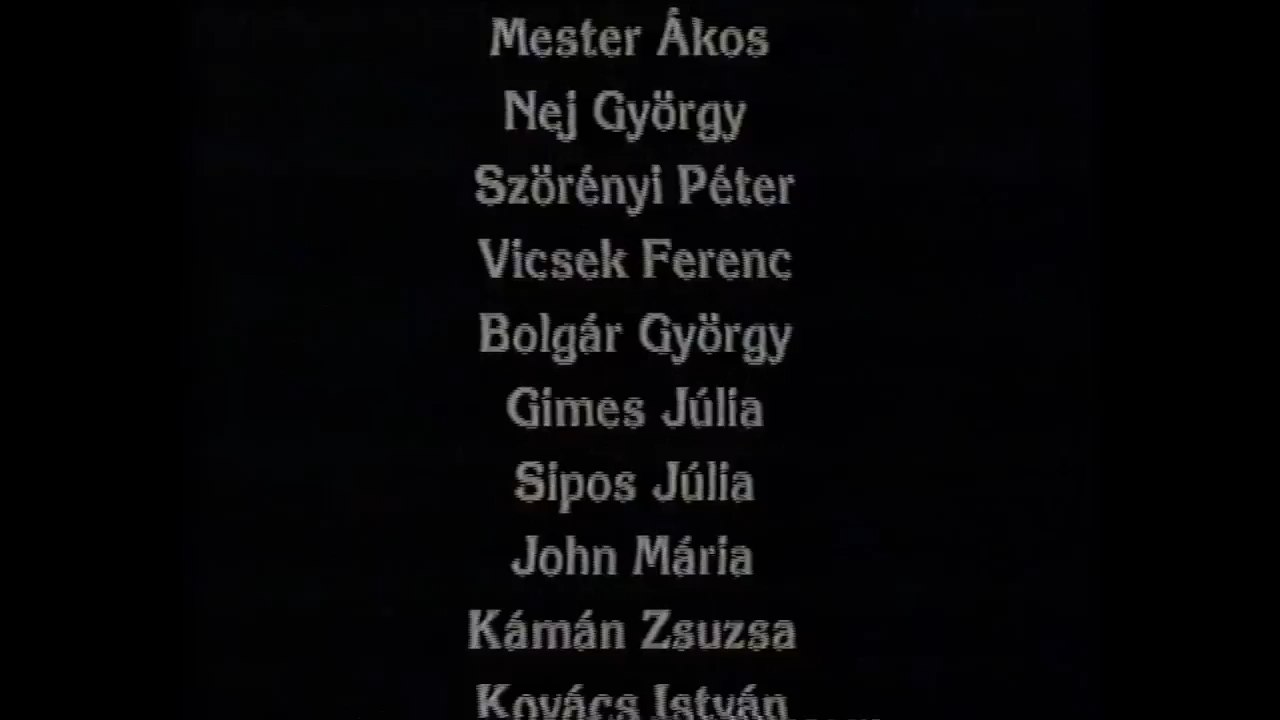 Mester Ákos
Nej György
Szörényi Péter
Vicsek Ferenc
Bolgár György
Gimes Júlia
Sipos Júlia
John Mária
Kámán Zsuzsa
Kovács István